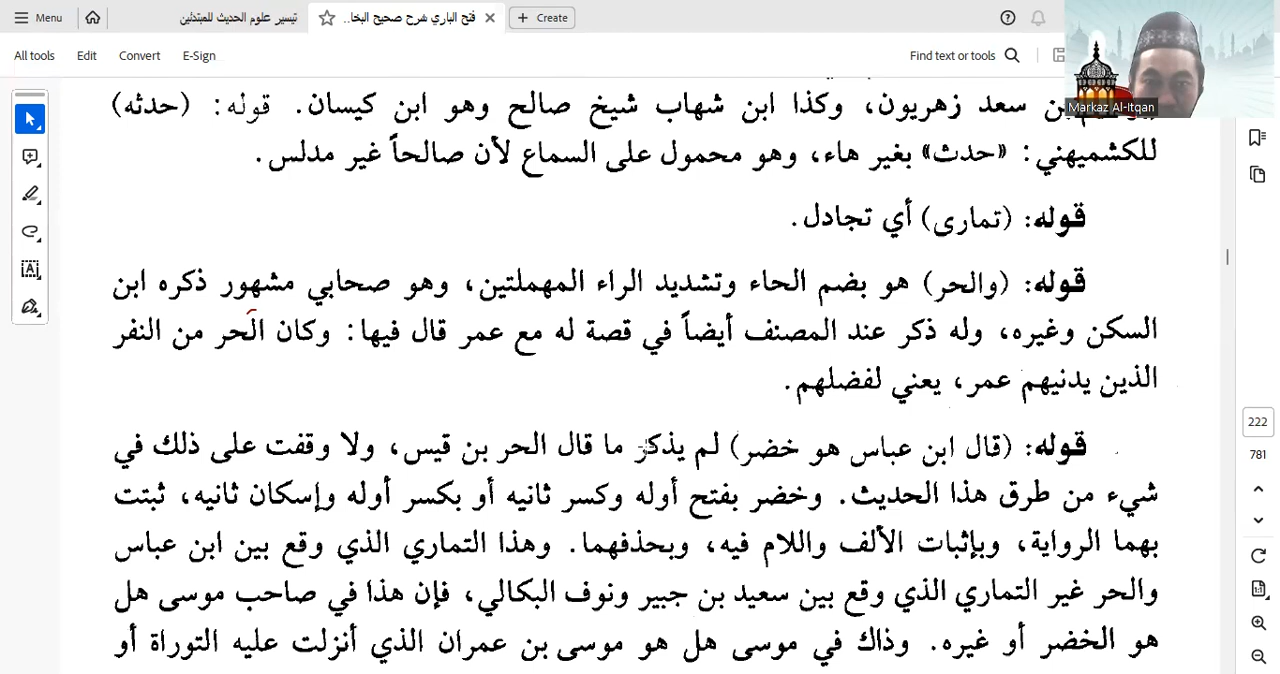 Menu
تيسير علوم الحديث للمبتدئين
فتح الباري شرح صحيح البخا..
Create
All tools Edit Convert E-Sign
Find text or tools
Markaz Al-Itqan
بن سعد زهريون، وكذا ابن شهاب شيخ صالح وهو ابن كيسان. قوله: (حدثه)
للكشميهني: «حدث» بغير هاء، وهو محمول على السماع لأن صالحاً غير مدلس.
قوله: (تمارى) أي تجادل.
قوله: (والحر) هو بضم الحاء وتشديد الراء المهملتين، وهو صحابي مشهور ذكره ابن
السكن وغيره، وله ذكر عند المصنف أيضاً في قصة له مع عمر قال فيها: وكان الحر من النفر
الذين يدنيهم عمر، يعني لفضلهم.
قوله: (قال ابن عباس هو خضر) لم يذكر ما قال الحر بن قيس، ولا وقفت على ذلك في
شيء من طرق هذا الحديث. وخضر بفتح أوله وكسر ثانيه أو بكسر أوله وإسكان ثانيه، ثبتت
بهما الرواية، وبإثبات الألف واللام فيه، وبحذفهما. وهذا التماري الذي وقع بين ابن عباس
والحر غير التماري الذي وقع بين سعيد بن جبير ونوف البكالي، فإن هذا في صاحب موسى هل
هو الخضر أو غيره. وذاك في موسى هل هو موسى بن عمران الذي أنزلت عليه التوراة أو
222
781